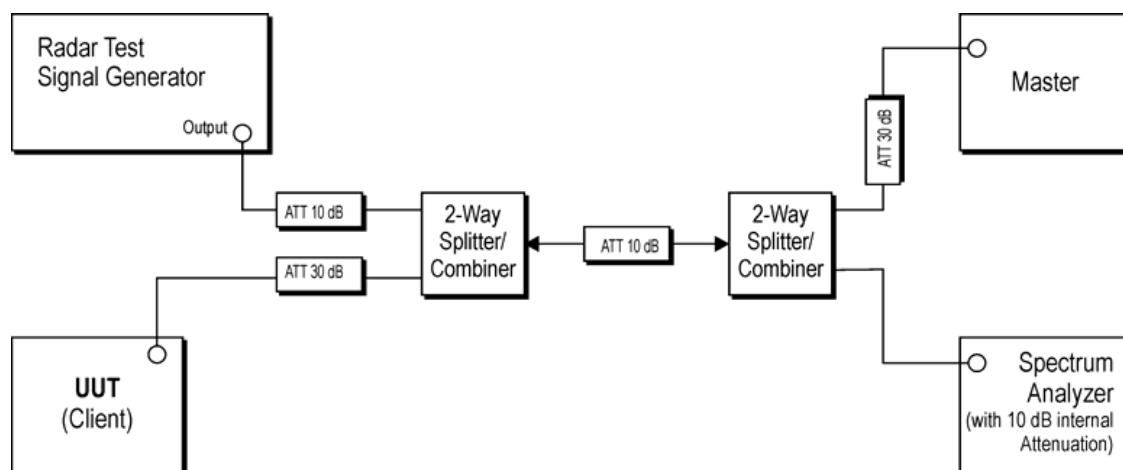 Radar Test
Signal Generator
Output
Master
ATT 30 dB
ATT 10 dB
2-Way
Splitter/
Combiner
ATT 10 dB
2-Way
Splitter/
Combiner
ATT 30 dB
UUT
(Client)
Spectrum
Analyzer
(with 10 dB internal
Attenuation)